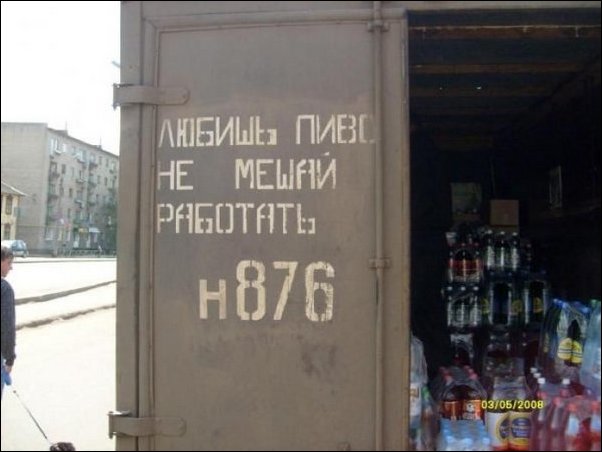 ЛЮБИШЬ ПИВО
НЕ МЕШАЙ
РАБОТАТЬ
Н876
03/05/2008